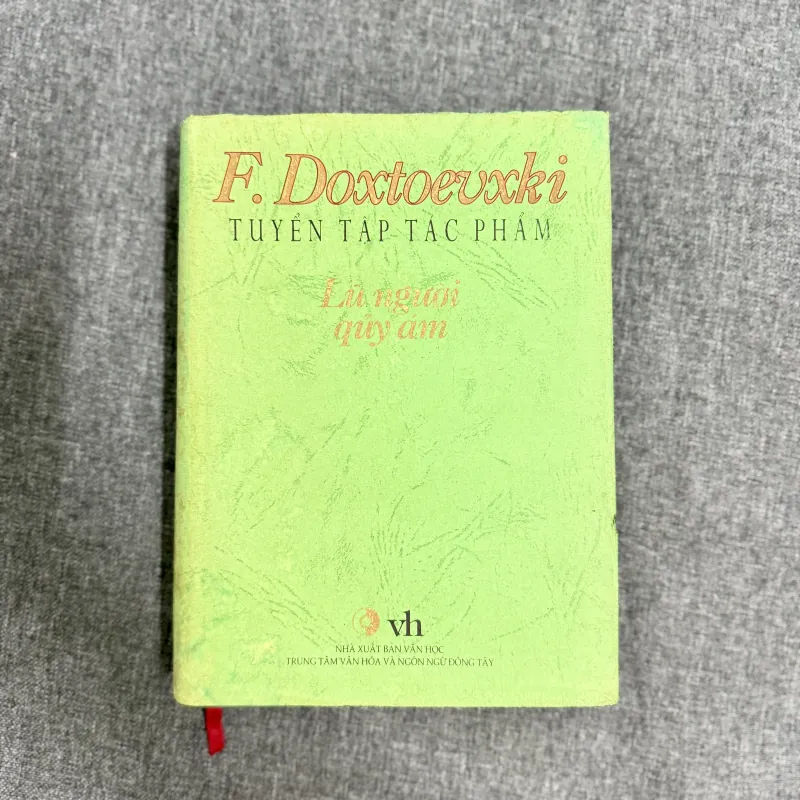 F. Doxtoevxki
TUYỂN TẬP TÁC PHẨM
Lũ người
quỷ ám
vh
NHÀ XUẤT BẢN VĂN HỌC
TRUNG TÂM VĂN HÓA VÀ NGÔN NGỮ ĐÔNG TÂY